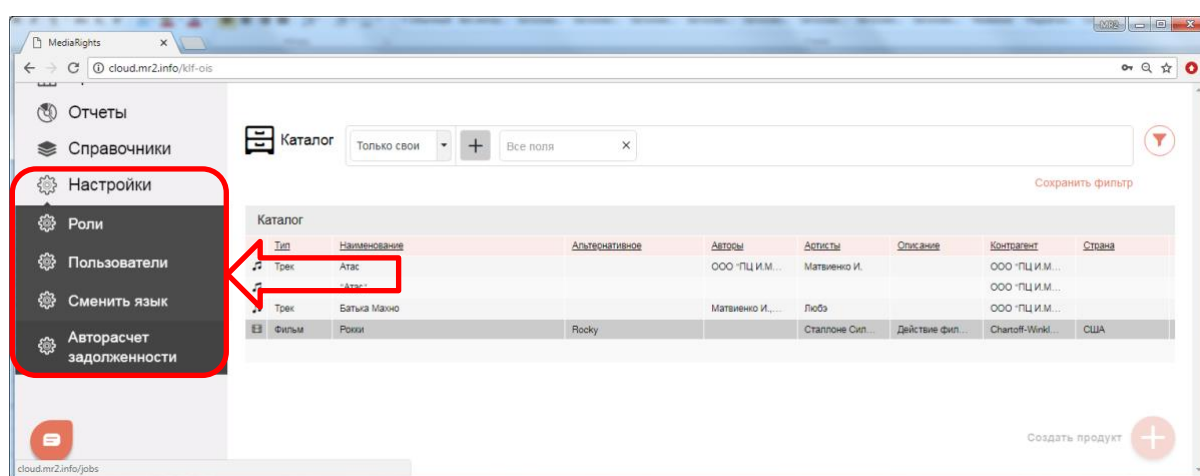 MR2
MediaRights
cloud.mr2.info/klf-ois
Отчеты
Справочники
Настройки
Роли
Пользователи
Сменить язык
Авторасчет
задолженности
Каталог
Только свои
Все поля
Сохранить фильтр
Каталог
Тип Наименование Альтернативное Авторы Артисты Описание Контрагент Страна
Трек Атас ООО "ПЦ И.М... Матвиенко И. ООО "ПЦ И.М...
"Атас" ООО "ПЦ И.М...
Трек Батька Махно Матвиенко И.,... Любэ ООО "ПЦ И.М...
Фильм Рокки Rocky Сталлоне Сил... Действие фил... Chartoff-Winkl... США
Создать продукт
cloud.mr2.info/jobs